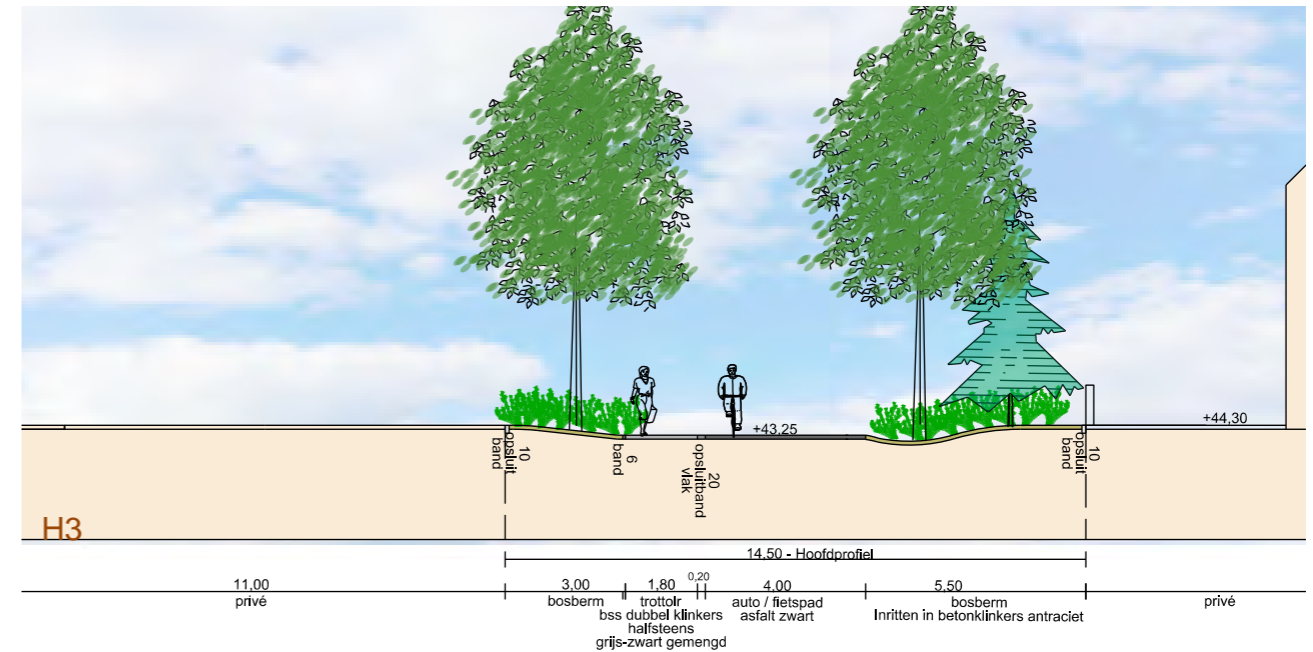 +43.25
+44,30
10
opsluit
band
6
band
20
opsluitband
vlak
10
opsluit
band
H3
14,50 - Hoofdprofiel
11,00
3,00
1,80
0,20
4,00
5,50
privé
bosberm
trottoir
auto / fietspad
bosberm
privé
bss dubbel klinkers
asfalt zwart
Inritten in betonklinkers antraciet
halfsteens
grijs-zwart gemengd